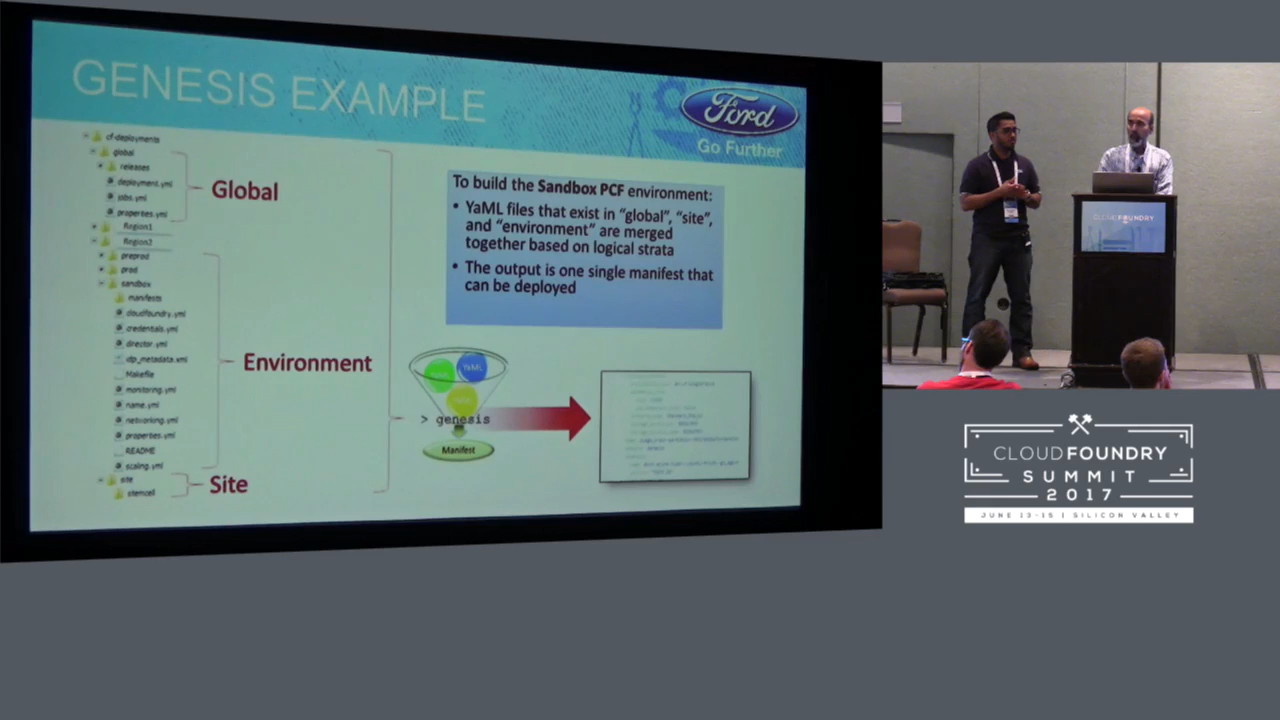 GENESIS EXAMPLE
Ford
Go Further
cf-deployments
global
releases
deployment.yml
jobs.yml
properties.yml
Region1
Region2
preprod
prod
sandbox
manifests
cloudfoundry.yml
credentials.yml
director.yml
Makefile
monitoring.yml
name.yml
networking.yml
properties.yml
README
scaling.yml
site
stemcell
Global
Environment
Site
To build the Sandbox PCF environment:
• YaML files that exist in “global”, “site”,
and “environment” are merged
together based on logical strata
• The output is one single manifest that
can be deployed
YaML
> genesis
Manifest
CLOUDFOUNDRY
CLOUDFOUNDRY
SUMMIT
2017
JUNE 13-15 | SILICON VALLEY